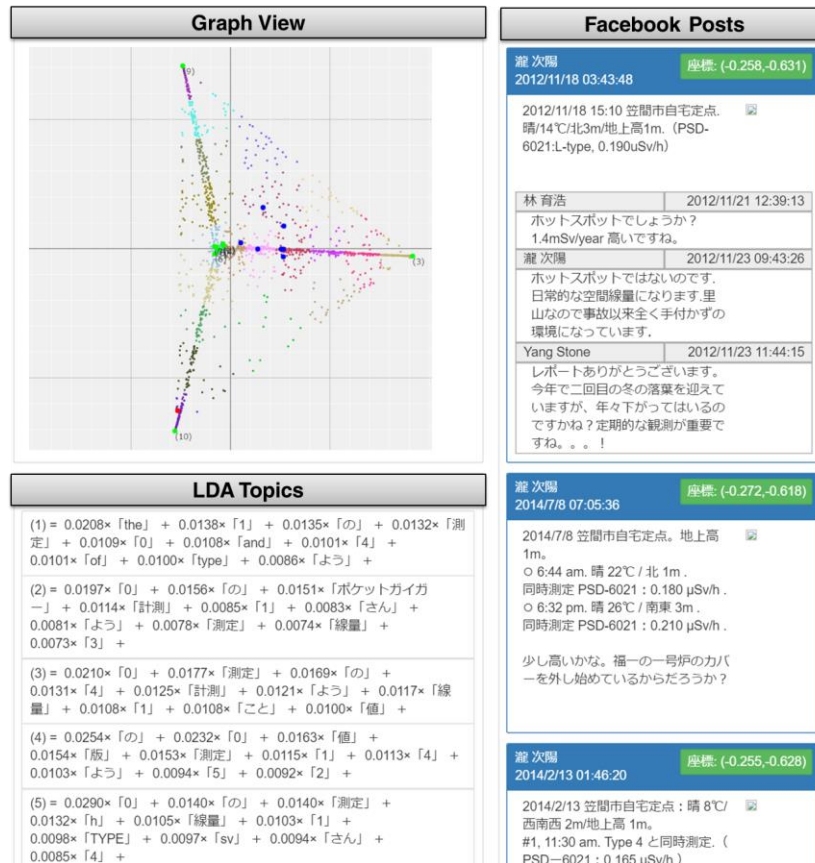 Graph View
(9)
(3)
(10)
LDA Topics
(1) = 0.0208×「the」 + 0.0138×「1」 + 0.0135×「の」 + 0.0132×「測
定」 + 0.0109×「0」 + 0.0108×「and」 + 0.0101×「4」 +
0.0101×「of」 + 0.0100×「type」 + 0.0086×「よう」 +
(2) = 0.0197×「0」 + 0.0156×「の」 + 0.0151×「ポケットガイガ
ー」 + 0.0114×「計測」 + 0.0085×「1」 + 0.0083×「さん」 +
0.0081×「よう」 + 0.0078×「測定」 + 0.0074×「線量」 +
0.0073×「3」 +
(3) = 0.0210×「0」 + 0.0177×「測定」 + 0.0169×「の」 +
0.0131×「4」 + 0.0125×「計測」 + 0.0121×「よう」 + 0.0117×「線
量」 + 0.0108×「1」 + 0.0108×「こと」 + 0.0100×「値」 +
(4) = 0.0254×「の」 + 0.0232×「0」 + 0.0163×「値」 +
0.0154×「版」 + 0.0153×「測定」 + 0.0115×「1」 + 0.0113×「4」 +
0.0103×「よう」 + 0.0094×「5」 + 0.0092×「2」 +
(5) = 0.0290×「0」 + 0.0140×「の」 + 0.0140×「測定」 +
0.0132×「h」 + 0.0105×「線量」 + 0.0103×「1」 +
0.0098×「TYPE」 + 0.0097×「sv」 + 0.0094×「さん」 +
0.0085×「4」 +
Facebook Posts
瀧 次陽
座標: (-0.258,-0.631)
2012/11/18 03:43:48
2012/11/18 15:10 笠間市自宅定点.
晴/14℃/北3m/地上高1m.（PSD-
6021:L-type, 0.190uSv/h）
林 育浩 2012/11/21 12:39:13
ホットスポットでしょうか？
1.4mSv/year 高いですね。
瀧 次陽 2012/11/23 09:43:26
ホットスポットではないのです.
日常的な空間線量になります.里
山なので事故以来全く手付かずの
環境になっています.
Yang Stone 2012/11/23 11:44:15
レポートありがとうございます。
今年で二回目の冬の落葉を迎えて
いますが、年々下がってはいるの
ですかね？定期的な観測が重要で
すね。。。！
瀧 次陽
座標: (-0.272,-0.618)
2014/7/8 07:05:36
2014/7/8 笠間市自宅定点。地上高
1m。
○ 6:44 am. 晴 22℃ / 北 1m .
同時測定 PSD-6021：0.180 μSv/h .
○ 6:32 pm. 晴 26℃ / 南東 3m .
同時測定 PSD-6021：0.210 μSv/h .
少し高いかな。福一の一号炉のカバ
ーを外し始めているからだろうか？
瀧 次陽
座標: (-0.255,-0.628)
2014/2/13 01:46:20
2014/2/13 笠間市自宅定点：晴 8℃/
西南西 2m/地上高 1m。
#1, 11:30 am. Type 4 と同時測定.（
PSD－6021：0.165 μSv/h ）